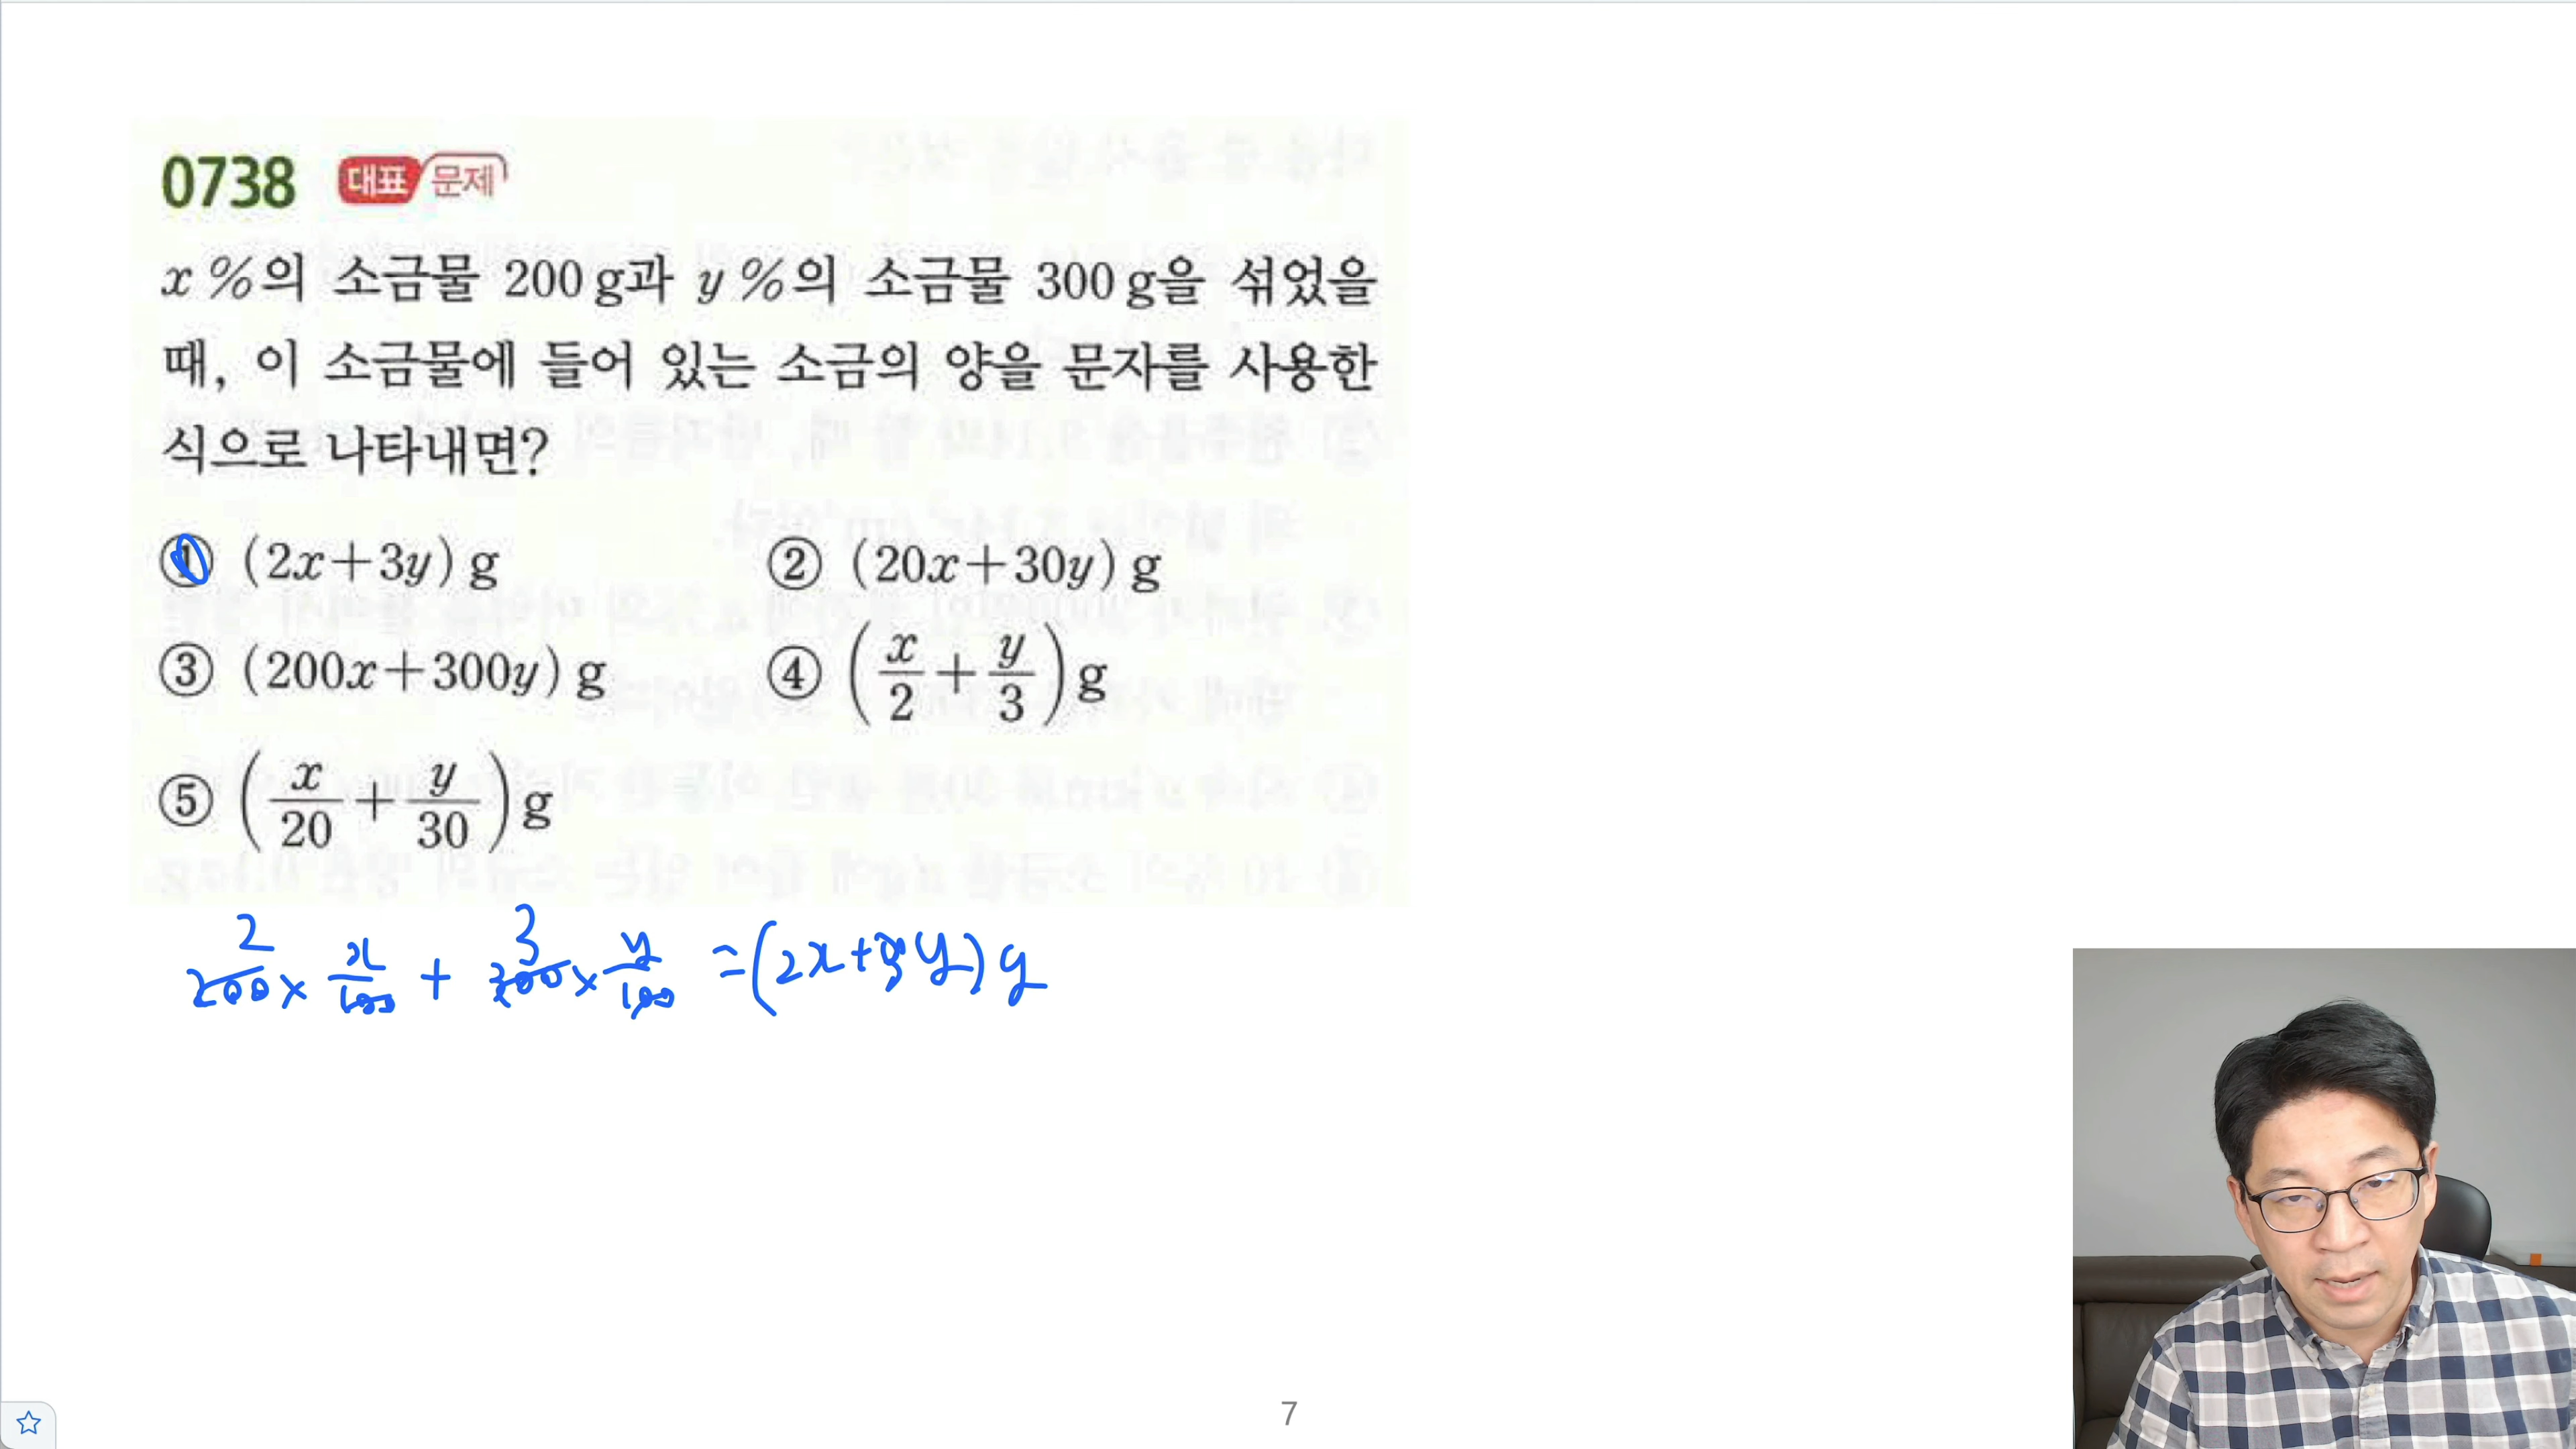 0738 대표 문제
x %의 소금물 200 g과 y %의 소금물 300 g을 섞었을
때, 이 소금물에 들어 있는 소금의 양을 문자를 사용한
식으로 나타내면?
① (2x+3y) g ② (20x+30y) g
③ (200x+300y) g ④ (x/2+y/3) g
⑤ (x/20+y/30) g
2 3
200 × x/100 + 300 × y/100 = (2x+3y) g
7